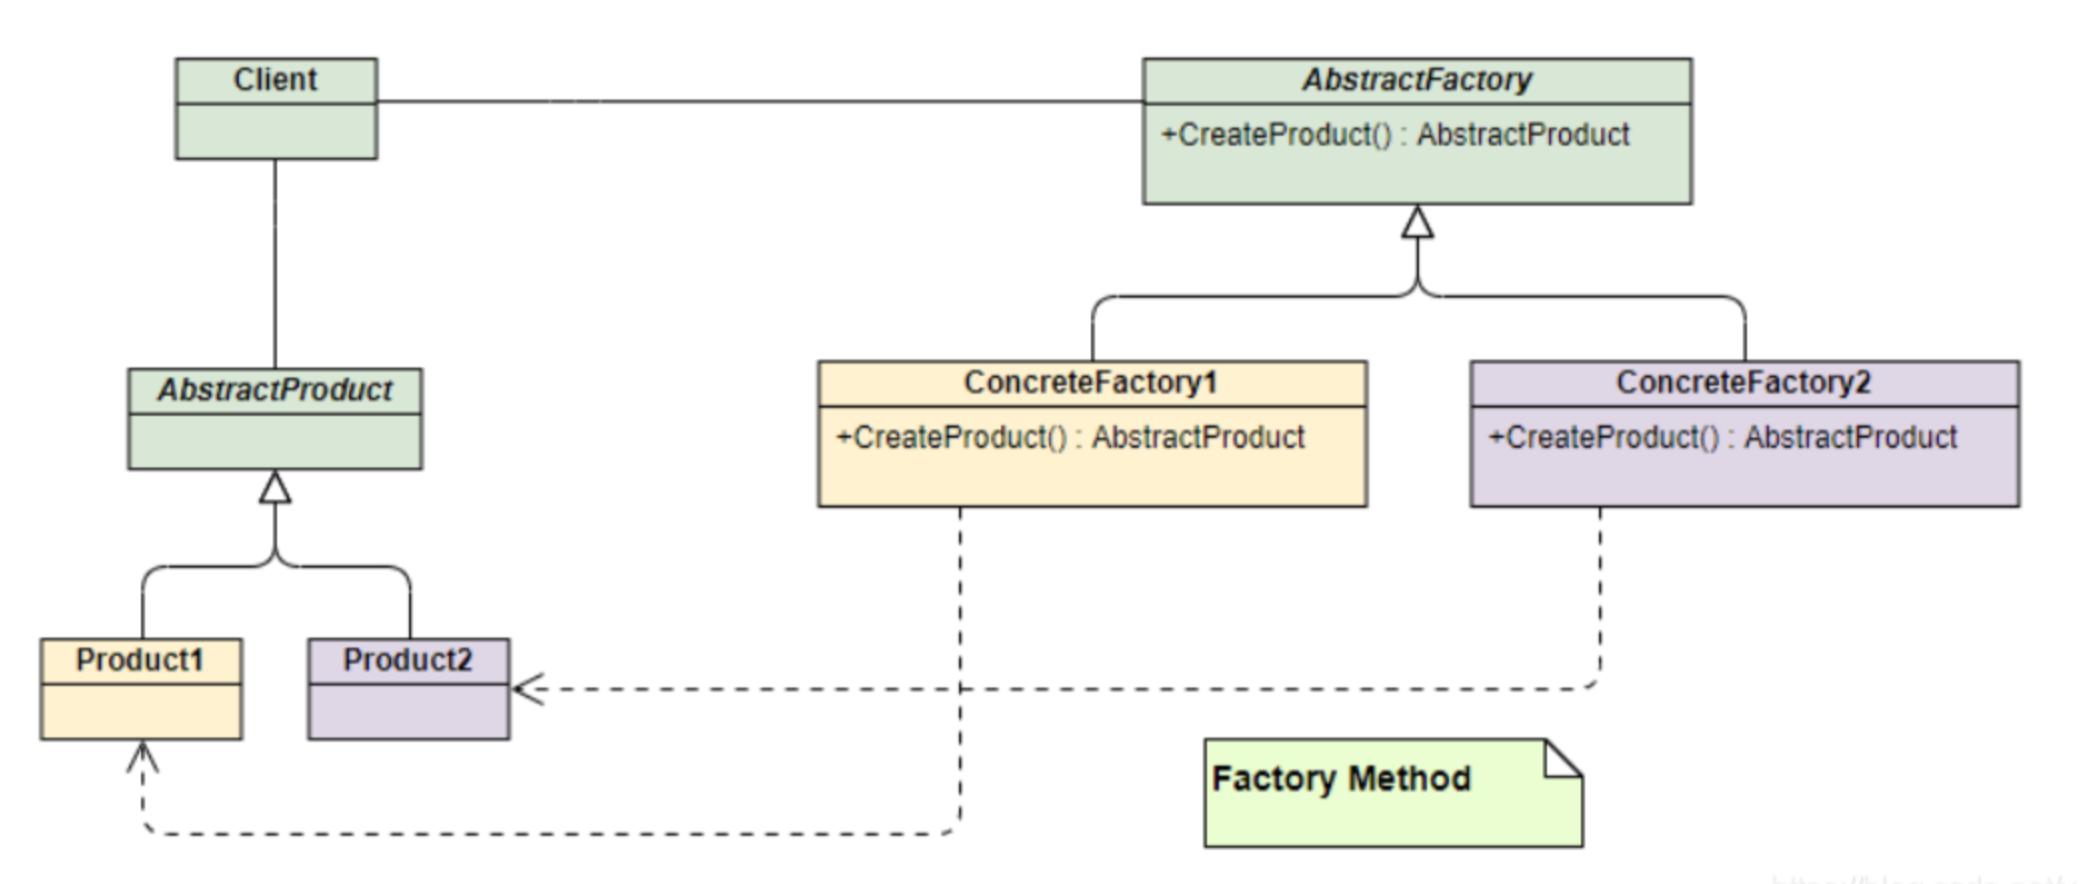 Client
AbstractFactory
+CreateProduct() : AbstractProduct
AbstractProduct
ConcreteFactory1
+CreateProduct() : AbstractProduct
ConcreteFactory2
+CreateProduct() : AbstractProduct
Product1
Product2
Factory Method